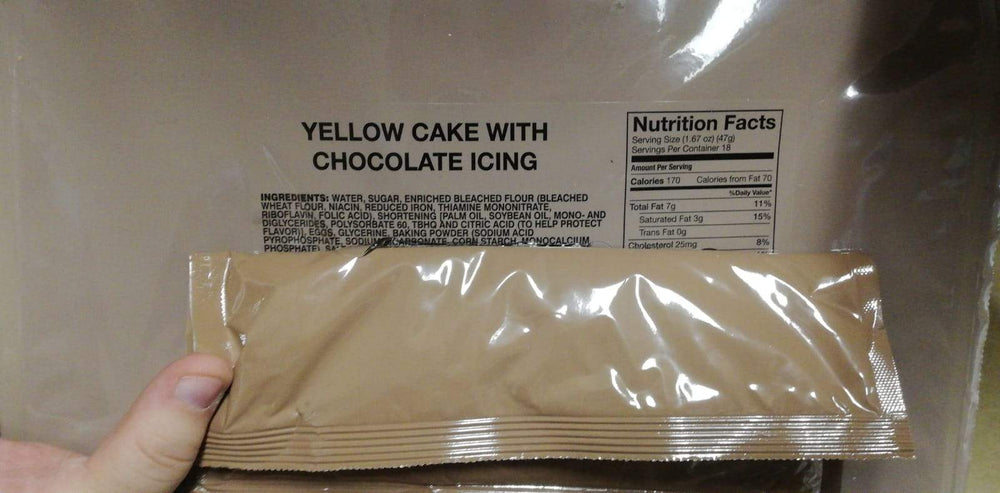 YELLOW CAKE WITH
CHOCOLATE ICING
INGREDIENTS: WATER, SUGAR, ENRICHED BLEACHED FLOUR (BLEACHED
WHEAT FLOUR, NIACIN, REDUCED IRON, THIAMINE MONONITRATE,
RIBOFLAVIN, FOLIC ACID), SHORTENING [PALM OIL, SOYBEAN OIL, MONO- AND
DIGLYCERIDES, POLYSORBATE 60, TBHQ AND CITRIC ACID (TO HELP PROTECT
FLAVOR)], EGGS, GLYCERINE, BAKING POWDER (SODIUM ACID
PYROPHOSPHATE, SODIUM BICARBONATE, CORN STARCH, MONOCALCIUM
PHOSPHATE),
Nutrition Facts
Serving Size (1.67 oz) (47g)
Servings Per Container 18
Amount Per Serving
Calories 170 Calories from Fat 70
%Daily Value*
Total Fat 7g 11%
Saturated Fat 3g 15%
Trans Fat 0g
Cholesterol 25mg 8%